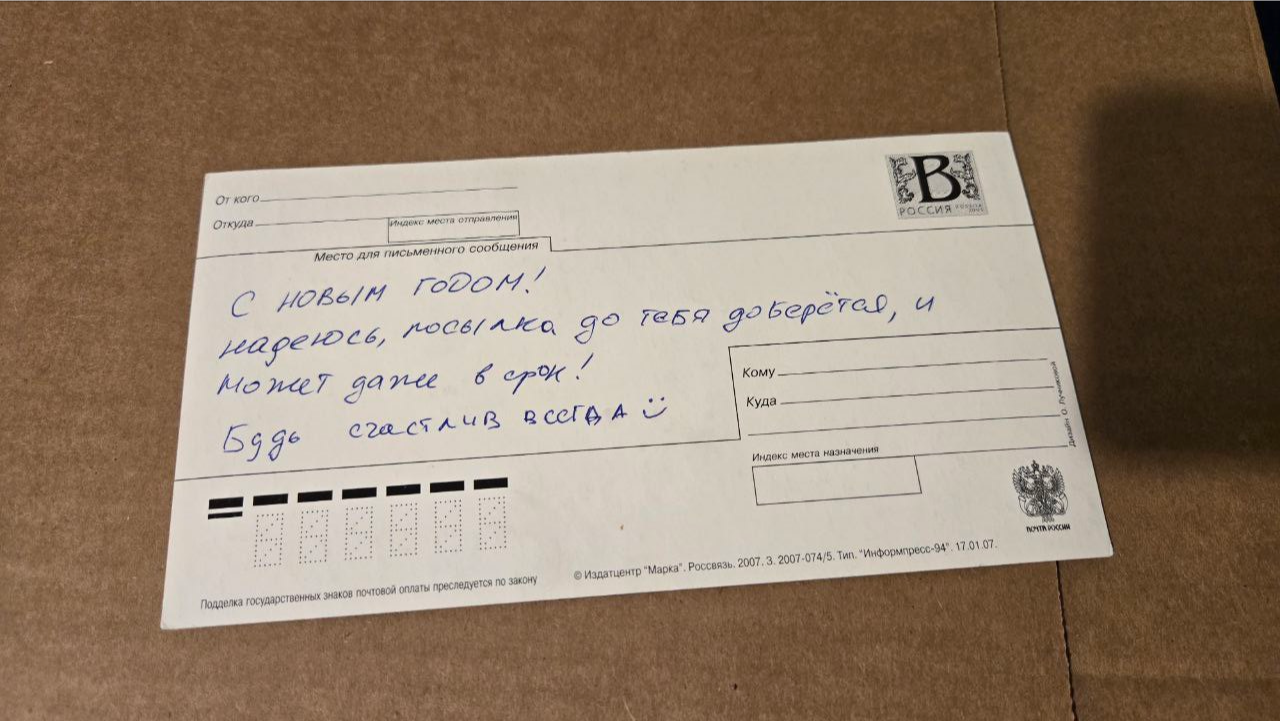 От кого
Откуда
Индекс места отправления
Место для письменного сообщения
В
РОССИЯ
С НОВЫМ ГОДОМ!
надеюсь, посылка до тебя доберётся, и
может даже в срок!
Будь счастлив всегда
Кому
Куда
Индекс места назначения
Дизайн О. Лучниковой
ПОЧТА РОССИИ
Подделка государственных знаков почтовой оплаты преследуется по закону
© Издатцентр "Марка". Россвязь. 2007. З. 2007-074/5. Тип. "Информпресс-94". 17.01.07.